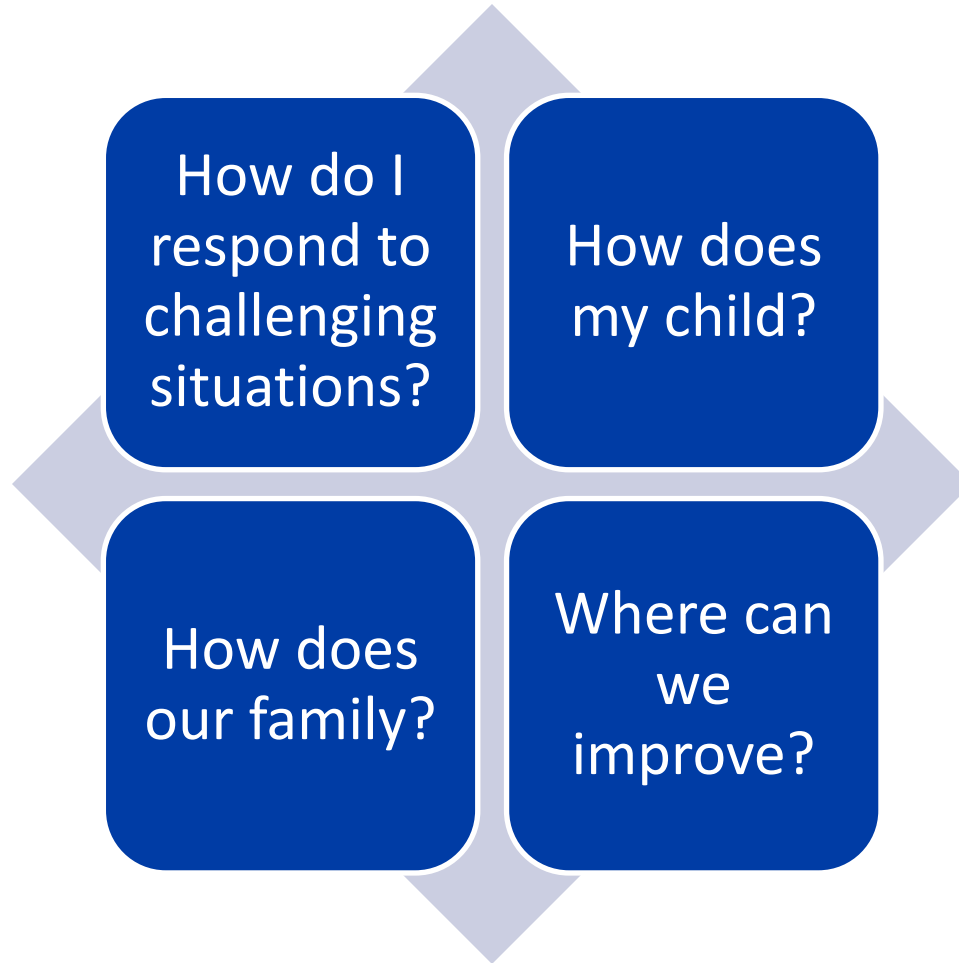 How do I
respond to
challenging
situations?
How does
my child?
How does
our family?
Where can
we
improve?